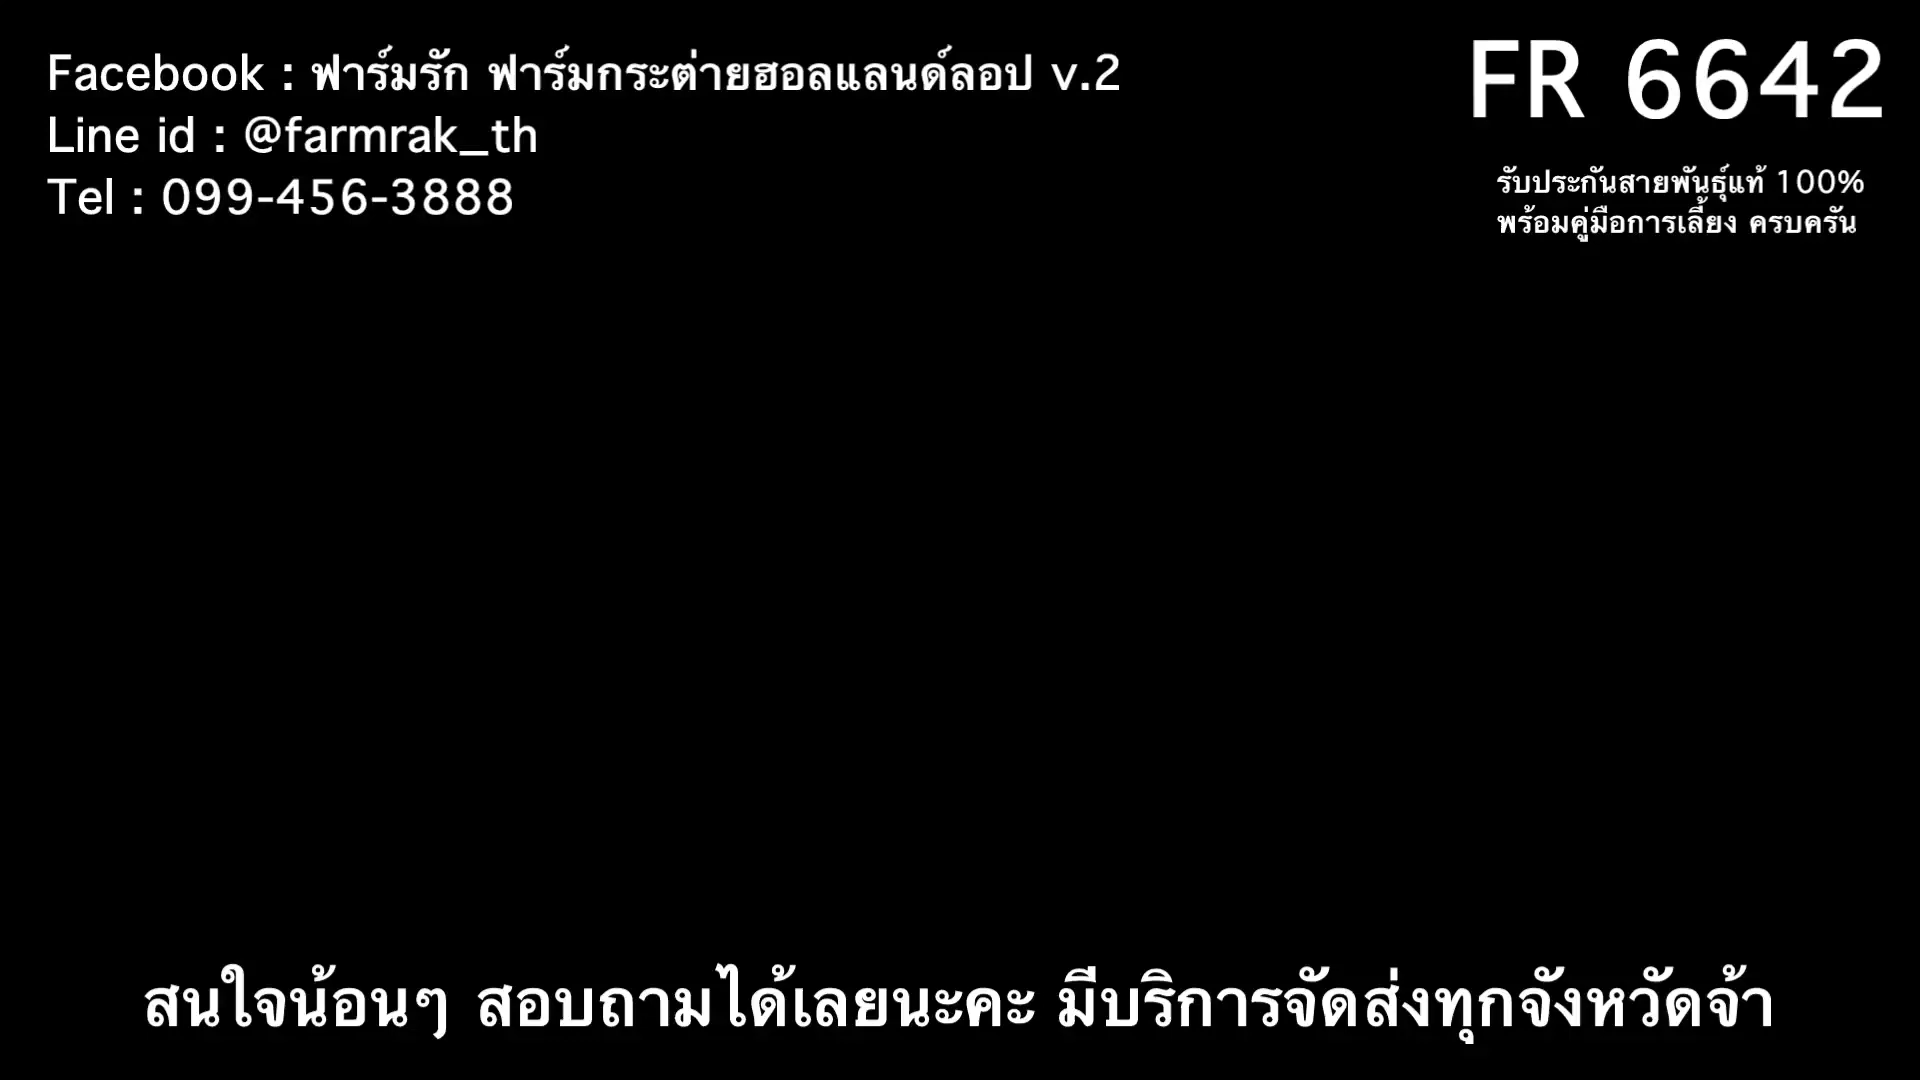 Facebook : ฟาร์มรัก ฟาร์มกระต่ายฮอลแลนด์ลอป v.2
Line id : @farmrak_th
Tel : 099-456-3888
FR 6642
รับประกันสายพันธุ์แท้ 100%
พร้อมคู่มือการเลี้ยง ครบครัน
สนใจน้อนๆ สอบถามได้เลยนะคะ มีบริการจัดส่งทุกจังหวัดจ้า